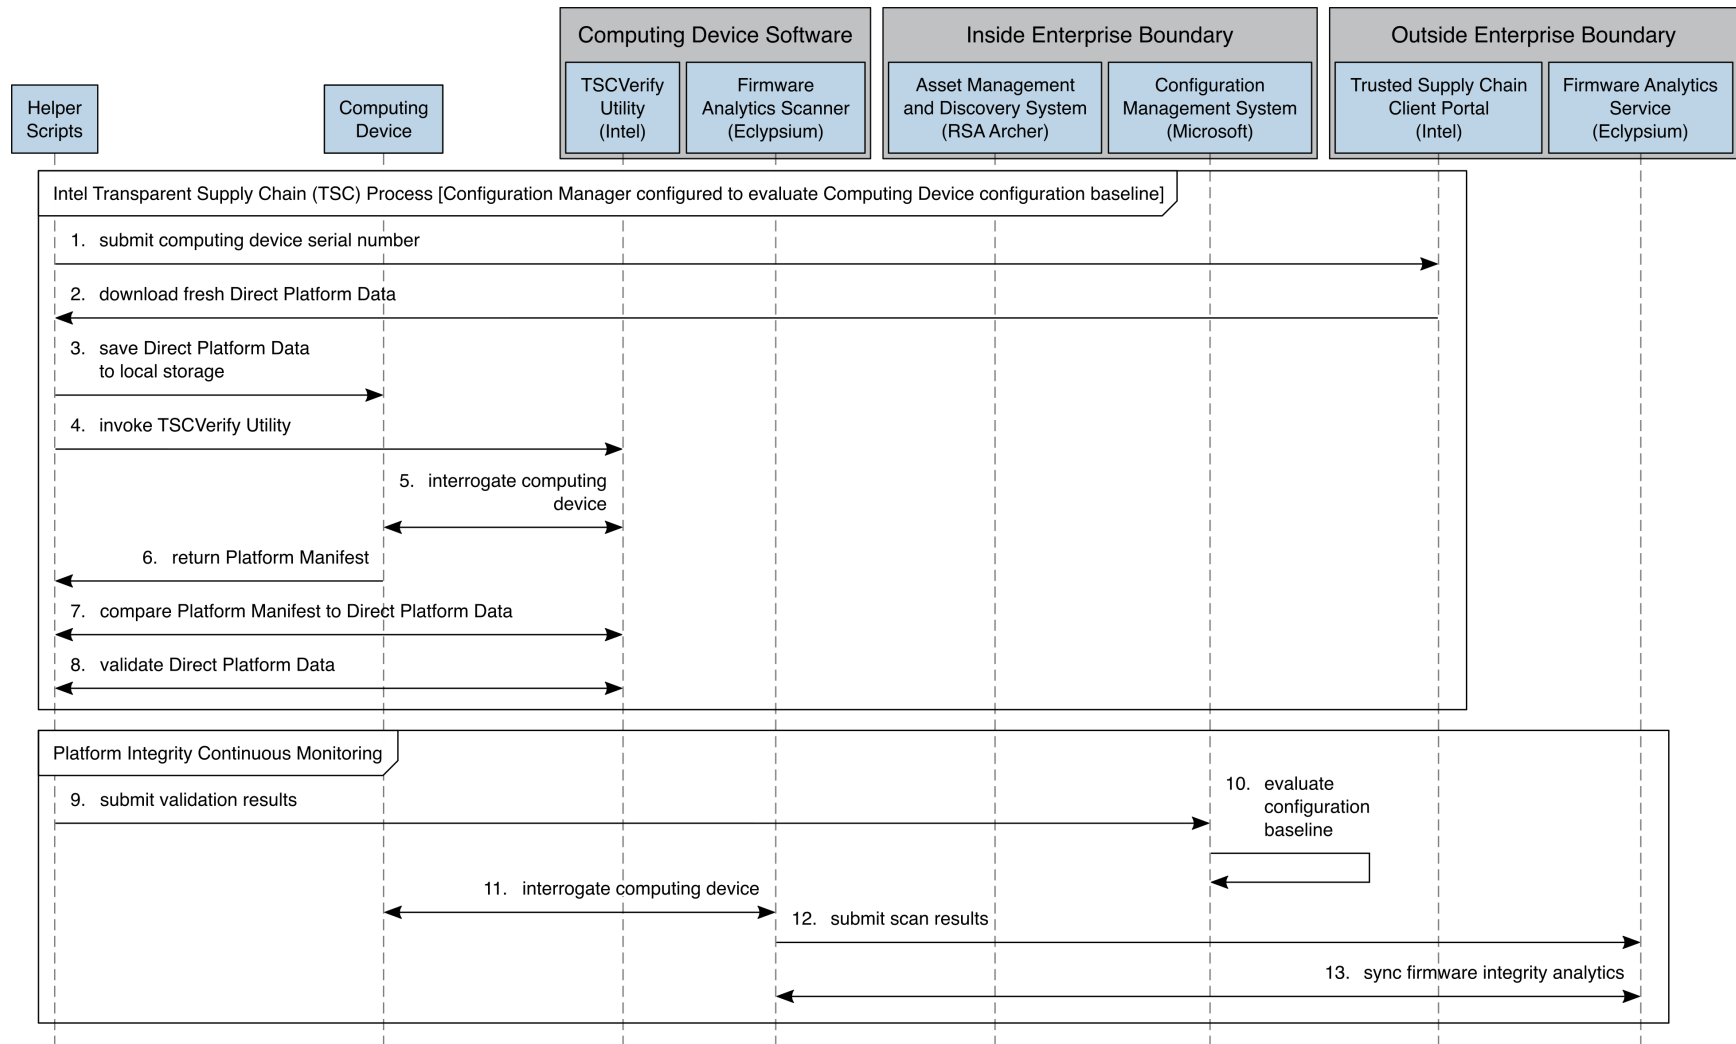 Computing Device Software
Inside Enterprise Boundary
Outside Enterprise Boundary
Helper
Scripts
Computing
Device
TSCVerify
Utility
(Intel)
Firmware
Analytics Scanner
(Eclypsium)
Asset Management
and Discovery System
(RSA Archer)
Configuration
Management System
(Microsoft)
Trusted Supply Chain
Client Portal
(Intel)
Firmware Analytics
Service
(Eclypsium)
Intel Transparent Supply Chain (TSC) Process [Configuration Manager configured to evaluate Computing Device configuration baseline]
1. submit computing device serial number
2. download fresh Direct Platform Data
3. save Direct Platform Data
to local storage
4. invoke TSCVerify Utility
5. interrogate computing
device
6. return Platform Manifest
7. compare Platform Manifest to Direct Platform Data
8. validate Direct Platform Data
Platform Integrity Continuous Monitoring
9. submit validation results
10. evaluate
configuration
baseline
11. interrogate computing device
12. submit scan results
13. sync firmware integrity analytics